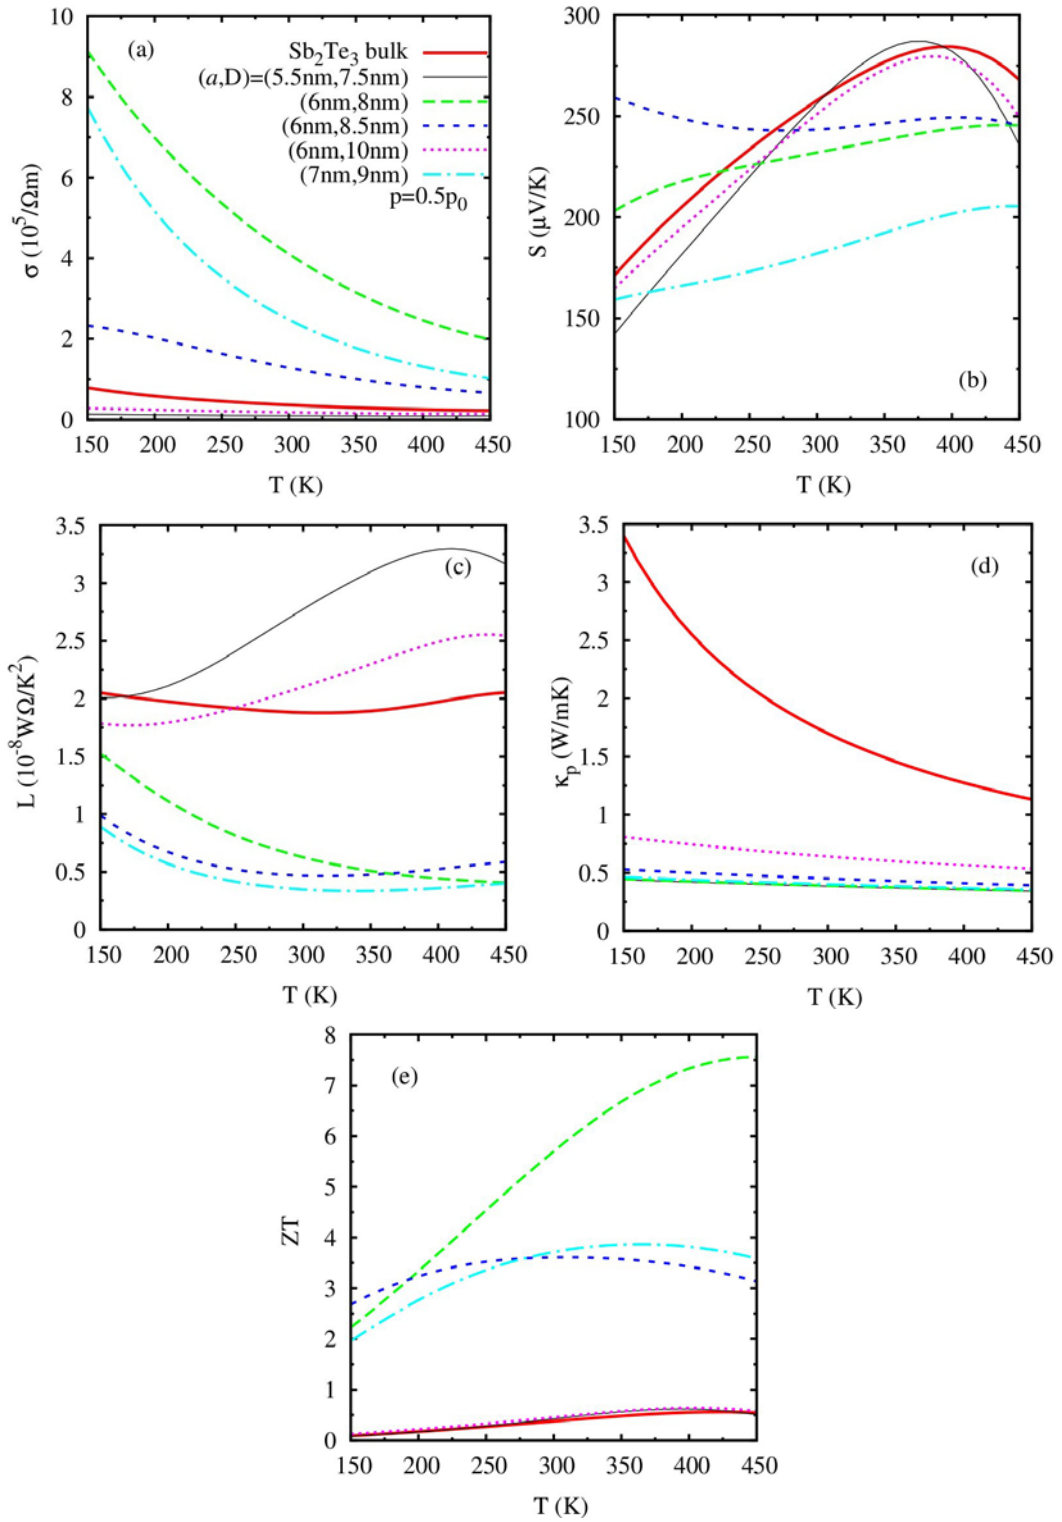 (a)
Sb₂Te₃ bulk
(a,D)=(5.5nm,7.5nm)
(6nm,8nm)
(6nm,8.5nm)
(6nm,10nm)
(7nm,9nm)
p=0.5p₀
σ (10⁵/Ωm)
10
8
6
4
2
0
150 200 250 300 350 400 450
T (K)
(b)
S (μV/K)
300
250
200
150
100
150 200 250 300 350 400 450
T (K)
(c)
L (10⁻⁸WΩ/K²)
3.5
3
2.5
2
1.5
1
0.5
0
150 200 250 300 350 400 450
T (K)
(d)
κₚ (W/mK)
3.5
3
2.5
2
1.5
1
0.5
0
150 200 250 300 350 400 450
T (K)
(e)
ZT
8
7
6
5
4
3
2
1
0
150 200 250 300 350 400 450
T (K)